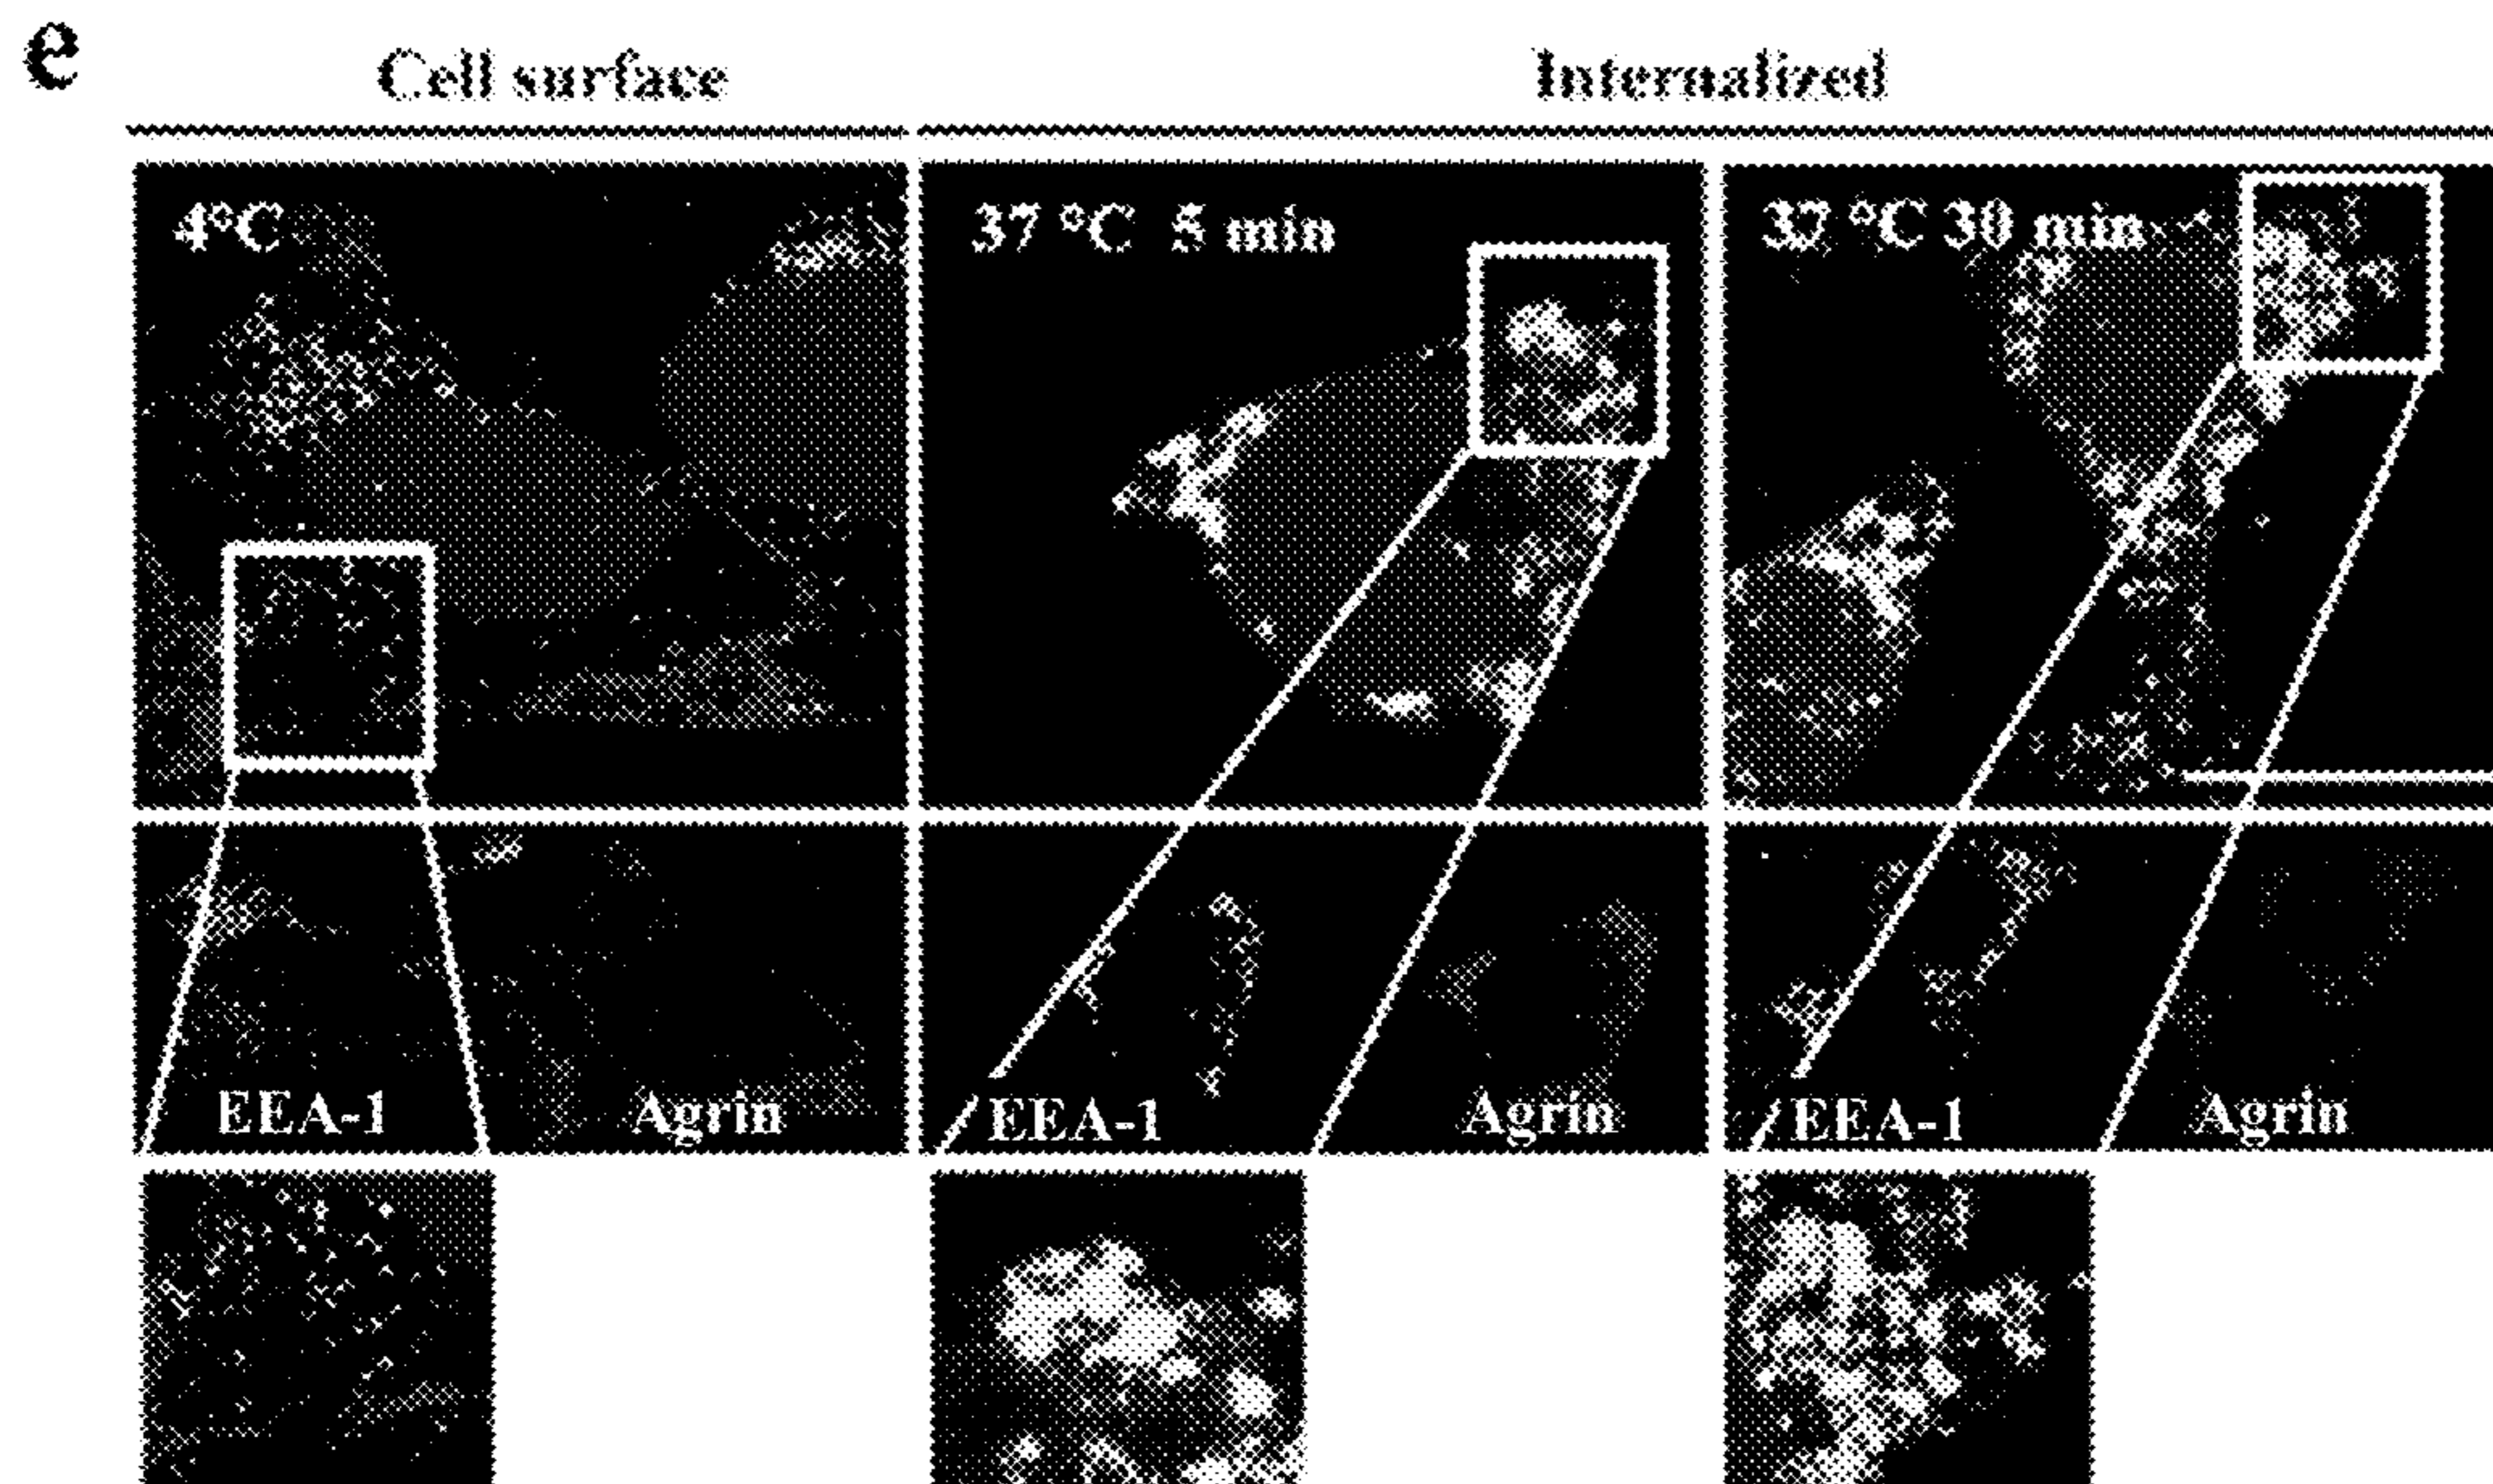 e
Cell surface Internalized
4°C 37 °C 5 min 37 °C 30 min
EEA-1 Agrin EEA-1 Agrin EEA-1 Agrin